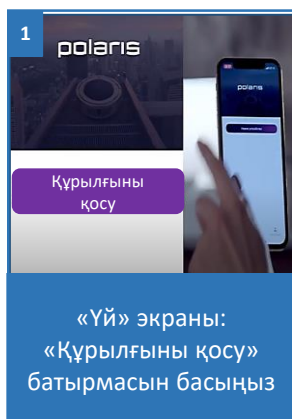 1
polaris
polaris
Құрылғыны
қосу
«Үй» экраны:
«Құрылғыны қосу»
батырмасын басыңыз